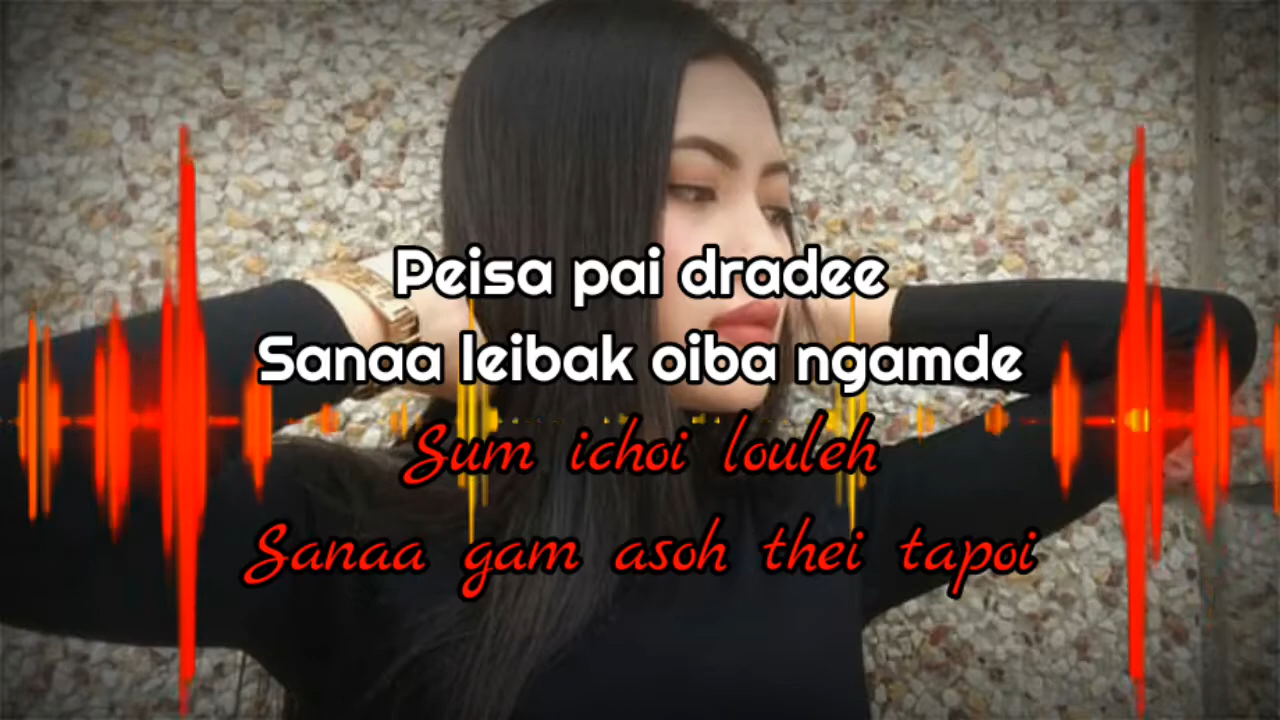 Peisa pai dradee
Sanaa leibak oiba ngamde
Sum ichoi louleh
Sanaa gam asoh thei tapoi